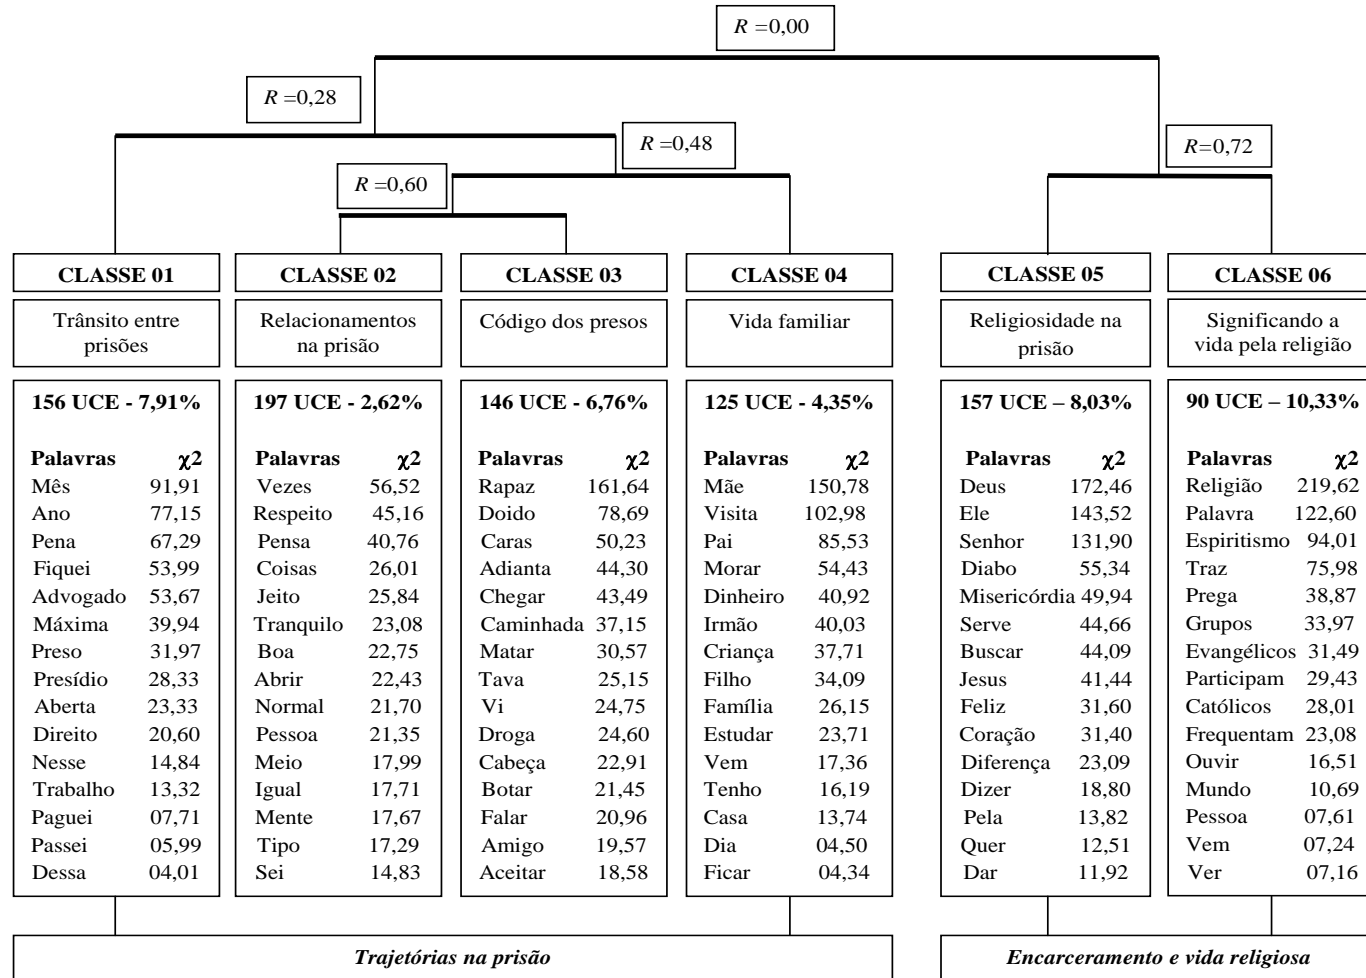 R =0,00
R =0,28
R =0,48
R=0,72
R =0,60
CLASSE 01
Trânsito entre
prisões
156 UCE - 7,91%
Palavras χ2
Mês 91,91
Ano 77,15
Pena 67,29
Fiquei 53,99
Advogado 53,67
Máxima 39,94
Preso 31,97
Presídio 28,33
Aberta 23,33
Direito 20,60
Nesse 14,84
Trabalho 13,32
Paguei 07,71
Passei 05,99
Dessa 04,01
CLASSE 02
Relacionamentos
na prisão
197 UCE - 2,62%
Palavras χ2
Vezes 56,52
Respeito 45,16
Pensa 40,76
Coisas 26,01
Jeito 25,84
Tranquilo 23,08
Boa 22,75
Abrir 22,43
Normal 21,70
Pessoa 21,35
Meio 17,99
Igual 17,71
Mente 17,67
Tipo 17,29
Sei 14,83
CLASSE 03
Código dos presos
146 UCE - 6,76%
Palavras χ2
Rapaz 161,64
Doido 78,69
Caras 50,23
Adianta 44,30
Chegar 43,49
Caminhada 37,15
Matar 30,57
Tava 25,15
Vi 24,75
Droga 24,60
Cabeça 22,91
Botar 21,45
Falar 20,96
Amigo 19,57
Aceitar 18,58
CLASSE 04
Vida familiar
125 UCE - 4,35%
Palavras χ2
Mãe 150,78
Visita 102,98
Pai 85,53
Morar 54,43
Dinheiro 40,92
Irmão 40,03
Criança 37,71
Filho 34,09
Família 26,15
Estudar 23,71
Vem 17,36
Tenho 16,19
Casa 13,74
Dia 04,50
Ficar 04,34
CLASSE 05
Religiosidade na
prisão
157 UCE – 8,03%
Palavras χ2
Deus 172,46
Ele 143,52
Senhor 131,90
Diabo 55,34
Misericórdia 49,94
Serve 44,66
Buscar 44,09
Jesus 41,44
Feliz 31,60
Coração 31,40
Diferença 23,09
Dizer 18,80
Pela 13,82
Quer 12,51
Dar 11,92
CLASSE 06
Significando a
vida pela religião
90 UCE – 10,33%
Palavras χ2
Religião 219,62
Palavra 122,60
Espiritismo 94,01
Traz 75,98
Prega 38,87
Grupos 33,97
Evangélicos 31,49
Participam 29,43
Católicos 28,01
Frequentam 23,08
Ouvir 16,51
Mundo 10,69
Pessoa 07,61
Vem 07,24
Ver 07,16
Trajetórias na prisão
Encarceramento e vida religiosa